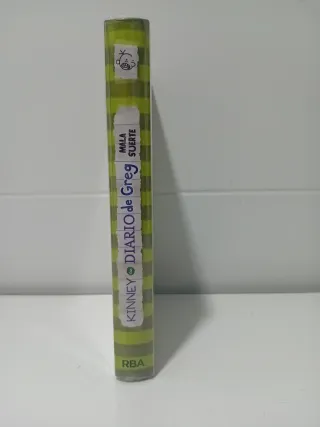 KINNEY DIARIO de Greg
MALA
SUERTE
RBA